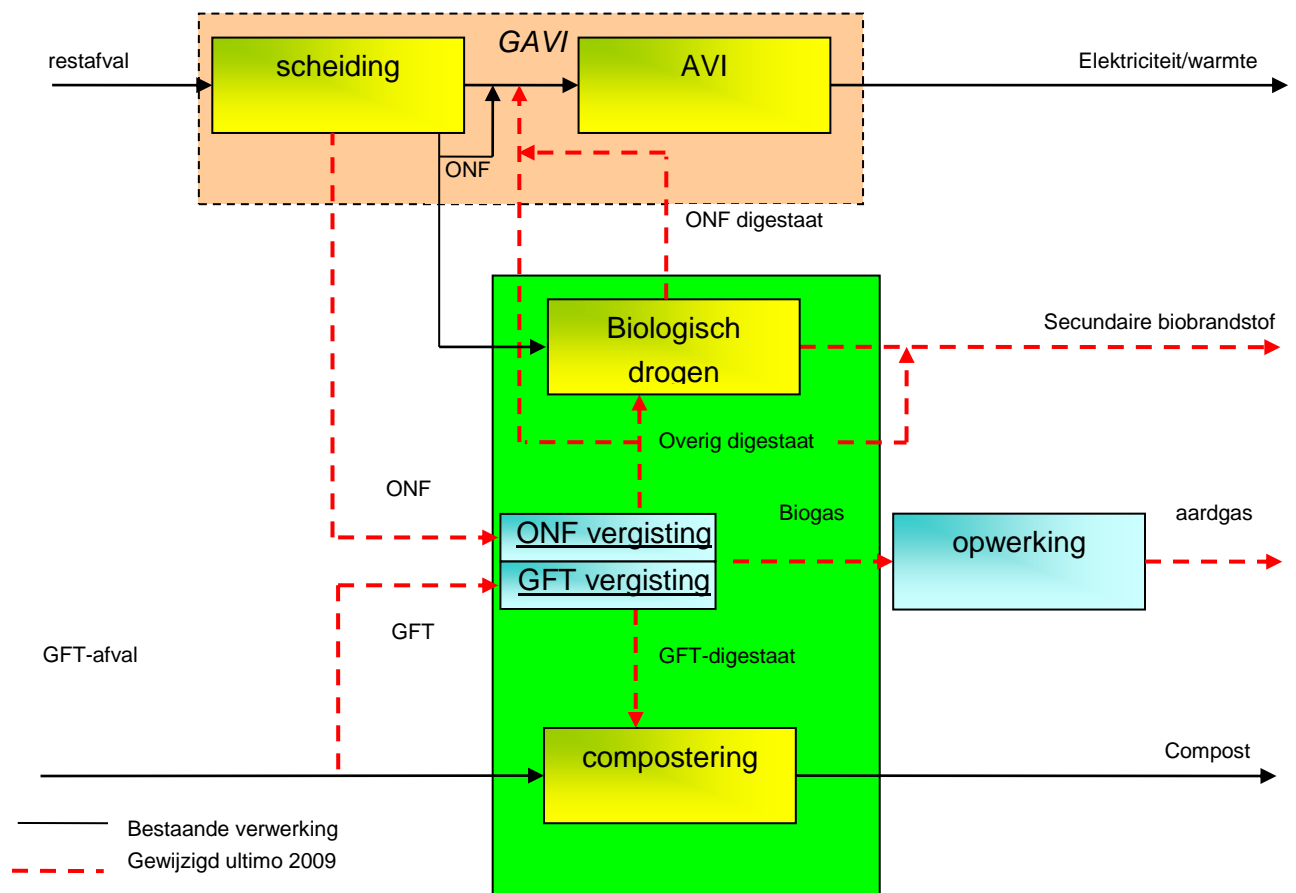 GAVI
restafval
scheiding
AVI
Elektriciteit/warmte
ONF
ONF digestaat
Biologisch
drogen
Secundaire biobrandstof
Overig digestaat
ONF
Biogas
aardgas
ONF vergisting
opwerking
GFT vergisting
GFT
GFT-afval
GFT-digestaat
compostering
Compost
Bestaande verwerking
Gewijzigd ultimo 2009